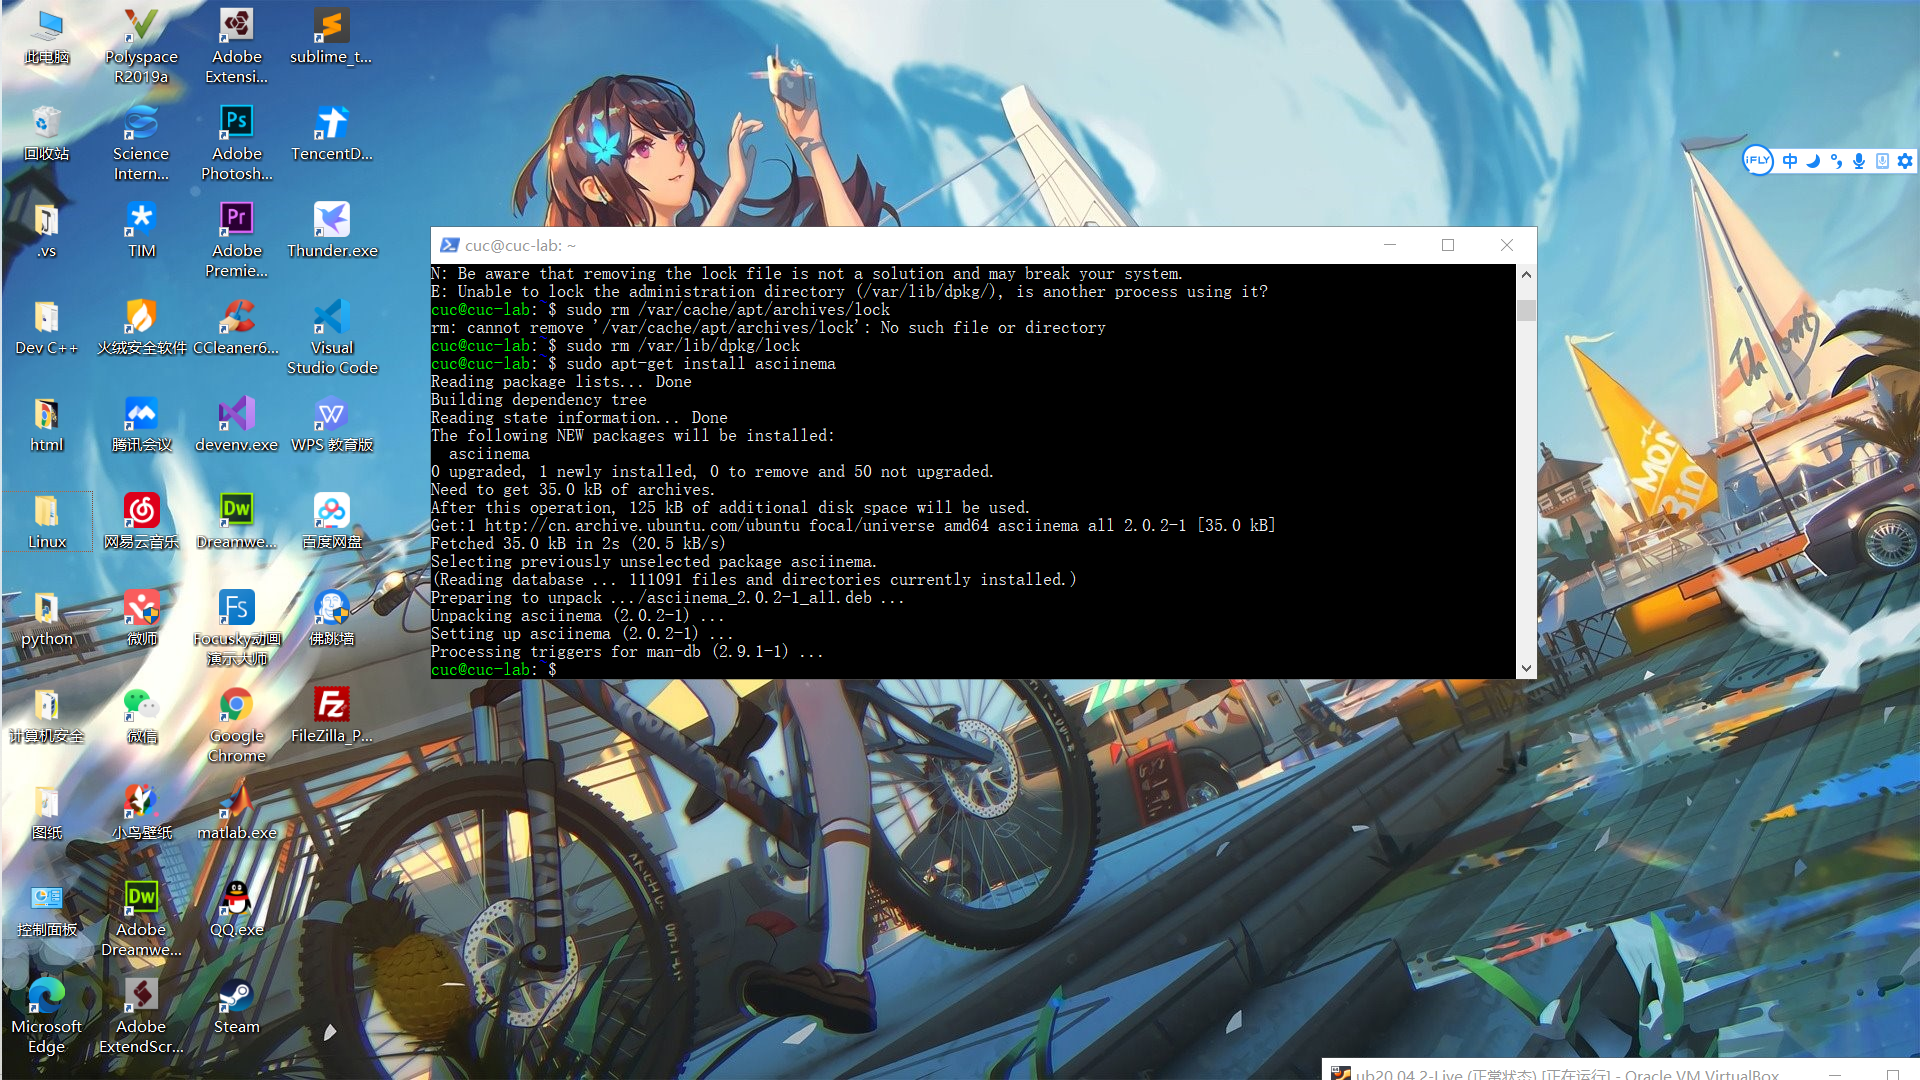 此电脑
Polyspace
R2019a
Adobe
Extensi...
sublime_t...
回收站
Science
Intern...
Ps
Adobe
Photosh...
TencentD...
.vs
TIM
Pr
Adobe
Premie...
Thunder.exe
Dev C++
火绒安全软件
CCleaner6...
Visual
Studio Code
html
腾讯会议
devenv.exe
WPS 教育版
Linux
网易云音乐
Dw
Dreamwe...
百度网盘
python
微师
Fs
Focusky动画
演示大师
佛跳墙
计算机安全
微信
Google
Chrome
Fz
FileZilla_P...
图纸
小鸟壁纸
matlab.exe
控制面板
Dw
Adobe
Dreamwe...
QQ.exe
Microsoft
Edge
Adobe
ExtendScr...
Steam
iFLY 中
cuc@cuc-lab: ~
N: Be aware that removing the lock file is not a solution and may break your system.
E: Unable to lock the administration directory (/var/lib/dpkg/), is another process using it?
cuc@cuc-lab:~$ sudo rm /var/cache/apt/archives/lock
rm: cannot remove '/var/cache/apt/archives/lock': No such file or directory
cuc@cuc-lab:~$ sudo rm /var/lib/dpkg/lock
cuc@cuc-lab:~$ sudo apt-get install asciinema
Reading package lists... Done
Building dependency tree
Reading state information... Done
The following NEW packages will be installed:
  asciinema
0 upgraded, 1 newly installed, 0 to remove and 50 not upgraded.
Need to get 35.0 kB of archives.
After this operation, 125 kB of additional disk space will be used.
Get:1 http://cn.archive.ubuntu.com/ubuntu focal/universe amd64 asciinema all 2.0.2-1 [35.0 kB]
Fetched 35.0 kB in 2s (20.5 kB/s)
Selecting previously unselected package asciinema.
(Reading database ... 111091 files and directories currently installed.)
Preparing to unpack .../asciinema_2.0.2-1_all.deb ...
Unpacking asciinema (2.0.2-1) ...
Setting up asciinema (2.0.2-1) ...
Processing triggers for man-db (2.9.1-1) ...
cuc@cuc-lab:~$
ub20.04.2-Live (正常状态) [正在运行] - Oracle VM VirtualBox